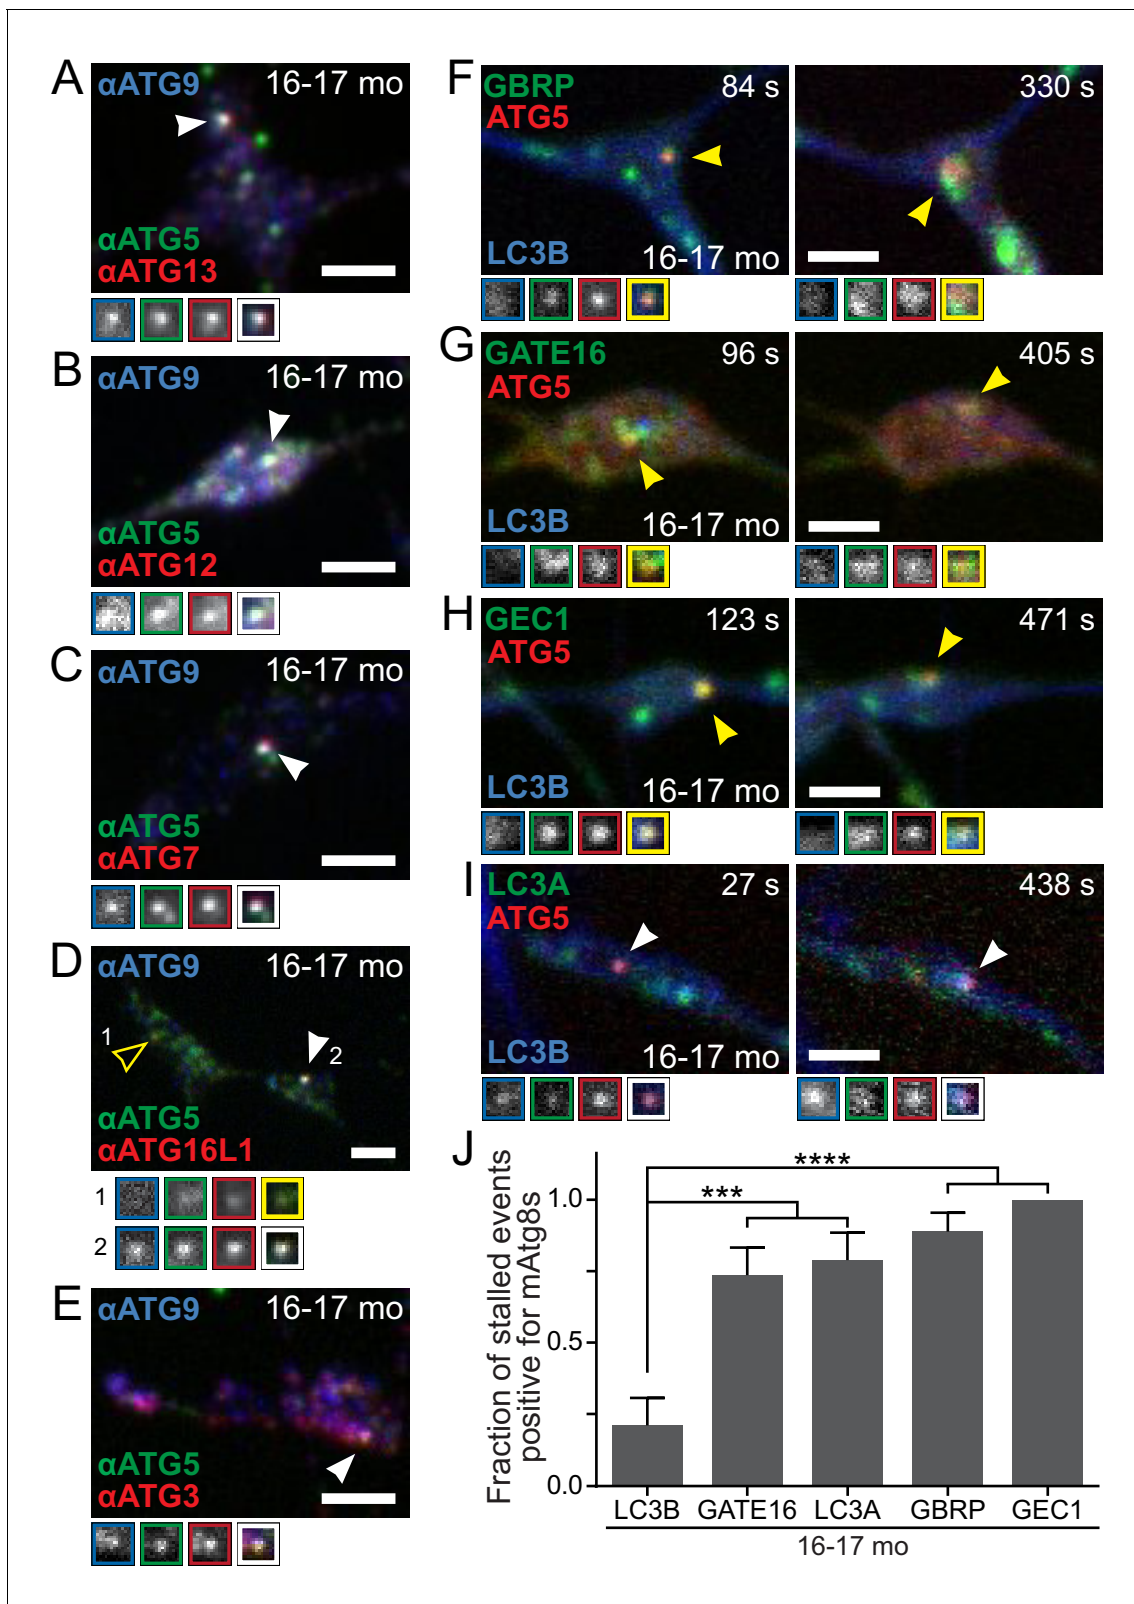 A
αATG9 16-17 mo
αATG5
αATG13
B
αATG9 16-17 mo
αATG5
αATG12
C
αATG9 16-17 mo
αATG5
αATG7
D
αATG9 16-17 mo
1
2
αATG5
αATG16L1
1
2
E
αATG9 16-17 mo
αATG5
αATG3
F
GBRP 84 s
ATG5
LC3B 16-17 mo
330 s
G
GATE16 96 s
ATG5
LC3B 16-17 mo
405 s
H
GEC1 123 s
ATG5
LC3B 16-17 mo
471 s
I
LC3A 27 s
ATG5
LC3B 16-17 mo
438 s
J
Fraction of stalled events
positive for mAtg8s
1.0
0.5
0.0
***
****
LC3B GATE16 LC3A GBRP GEC1
16-17 mo